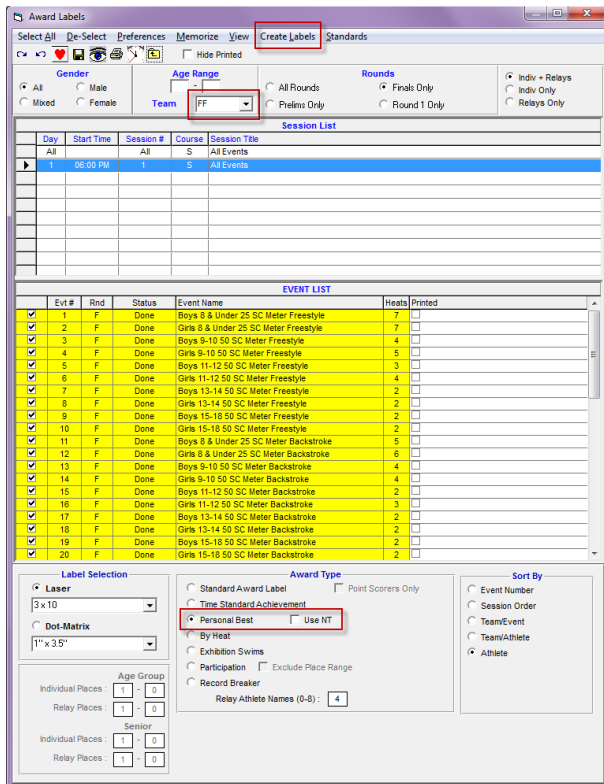 Award Labels
Select All De-Select Preferences Memorize View Create Labels Standards
Hide Printed
Gender
All Male
Mixed Female
Age Range
-
Team FF
Rounds
All Rounds Finals Only
Prelims Only Round 1 Only
Indiv + Relays
Indiv Only
Relays Only
Session List
Day Start Time Session # Course Session Title
All All S All Events
1 06:00 PM 1 S All Events
EVENT LIST
Evt # Rnd Status Event Name Heats Printed
1 F Done Boys 8 & Under 25 SC Meter Freestyle 7
2 F Done Girls 8 & Under 25 SC Meter Freestyle 7
3 F Done Boys 9-10 50 SC Meter Freestyle 4
4 F Done Girls 9-10 50 SC Meter Freestyle 5
5 F Done Boys 11-12 50 SC Meter Freestyle 3
6 F Done Girls 11-12 50 SC Meter Freestyle 4
7 F Done Boys 13-14 50 SC Meter Freestyle 2
8 F Done Girls 13-14 50 SC Meter Freestyle 2
9 F Done Boys 15-18 50 SC Meter Freestyle 2
10 F Done Girls 15-18 50 SC Meter Freestyle 2
11 F Done Boys 8 & Under 25 SC Meter Backstroke 5
12 F Done Girls 8 & Under 25 SC Meter Backstroke 6
13 F Done Boys 9-10 50 SC Meter Backstroke 4
14 F Done Girls 9-10 50 SC Meter Backstroke 4
15 F Done Boys 11-12 50 SC Meter Backstroke 2
16 F Done Girls 11-12 50 SC Meter Backstroke 3
17 F Done Boys 13-14 50 SC Meter Backstroke 2
18 F Done Girls 13-14 50 SC Meter Backstroke 2
19 F Done Boys 15-18 50 SC Meter Backstroke 2
20 F Done Girls 15-18 50 SC Meter Backstroke 2
Label Selection
Laser
3 x 10
Dot-Matrix
1" x 3.5"
Age Group
Individual Places : 1 - 0
Relay Places : 1 - 0
Senior
Individual Places : 1 - 0
Relay Places : 1 - 0
Award Type
Standard Award Label Point Scorers Only
Time Standard Achievement
Personal Best Use NT
By Heat
Exhibition Swims
Participation Exclude Place Range
Record Breaker
Relay Athlete Names (0-8) : 4
Sort By
Event Number
Session Order
Team/Event
Team/Athlete
Athlete